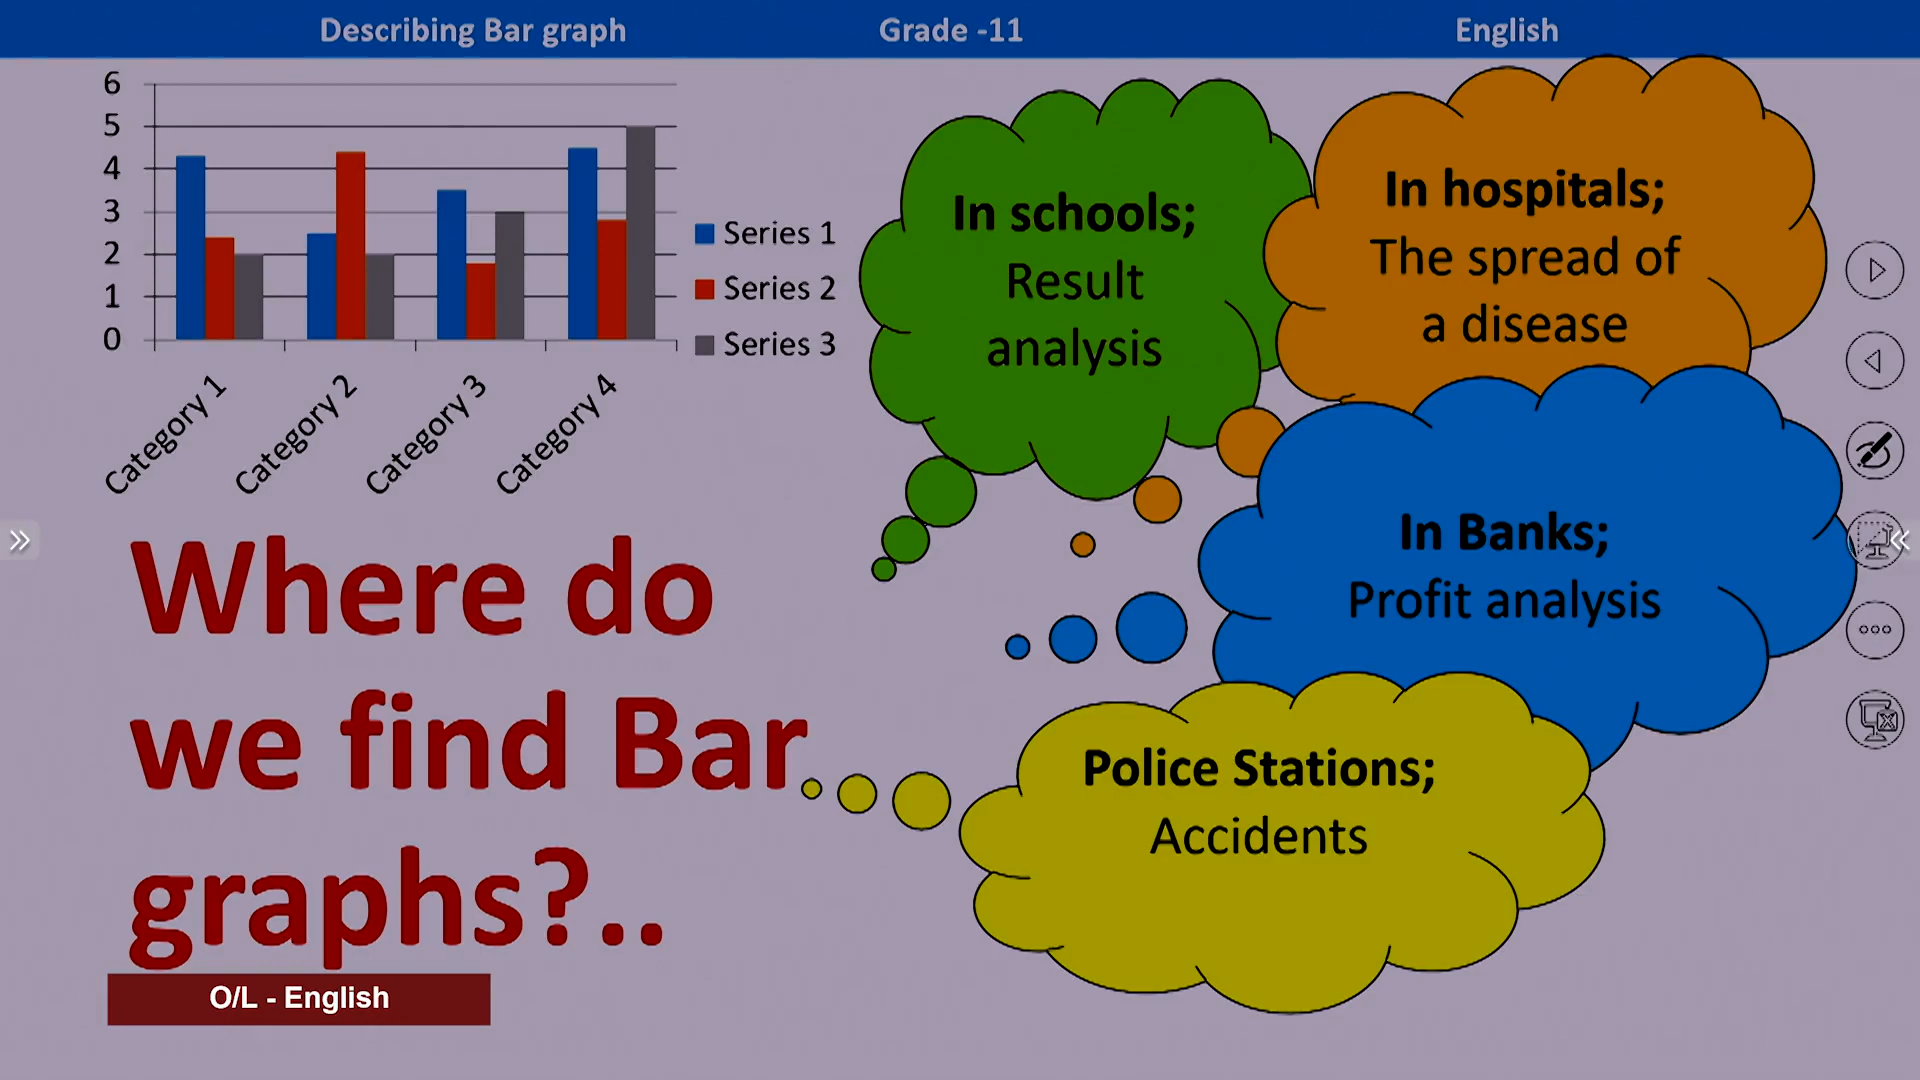 Describing Bar graph
Grade -11
English
6
5
4
3
2
1
0
Category 1
Category 2
Category 3
Category 4
Series 1
Series 2
Series 3
In schools;
Result
analysis
In hospitals;
The spread of
a disease
In Banks;
Profit analysis
Police Stations;
Accidents
Where do
we find Bar
graphs?..
O/L - English